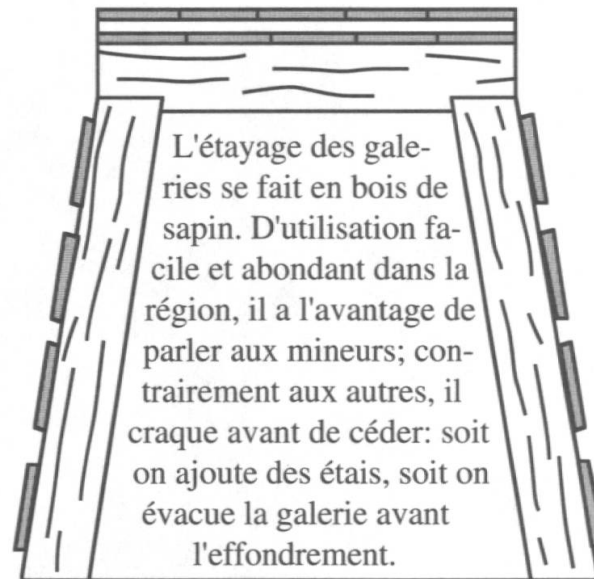 L'étayage des gale-
ries se fait en bois de
sapin. D'utilisation fa-
cile et abondant dans la
région, il a l'avantage de
parler aux mineurs; con-
trairement aux autres, il
craque avant de céder: soit
on ajoute des étais, soit on
évacue la galerie avant
l'effondrement.